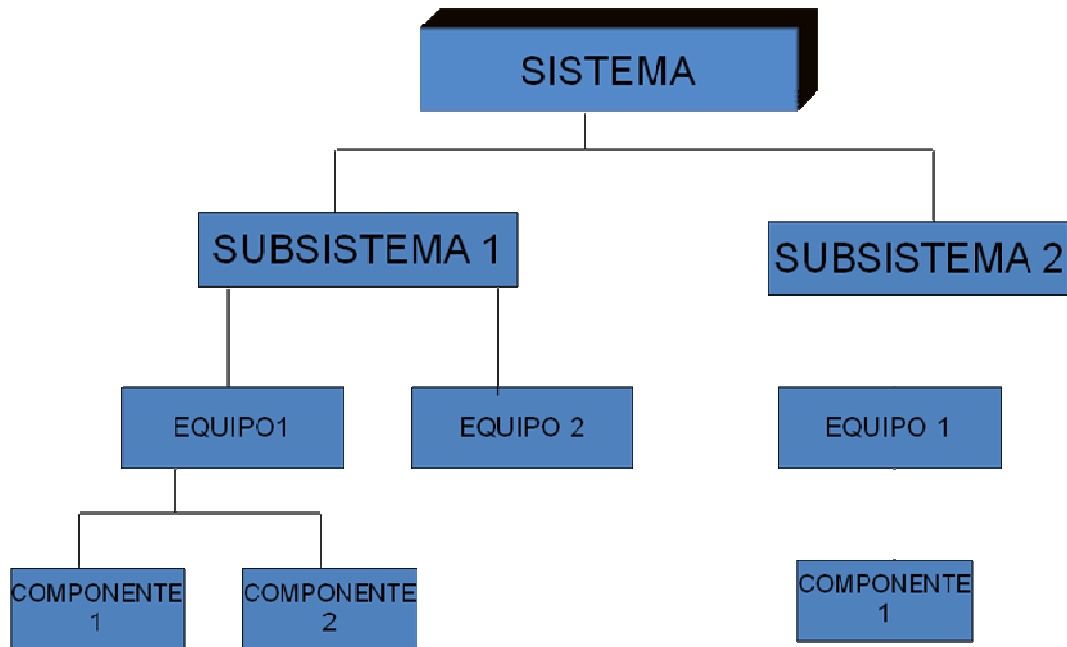 SISTEMA
SUBSISTEMA 1
SUBSISTEMA 2
EQUIPO1
EQUIPO 2
EQUIPO 1
COMPONENTE
1
COMPONENTE
2
COMPONENTE
1